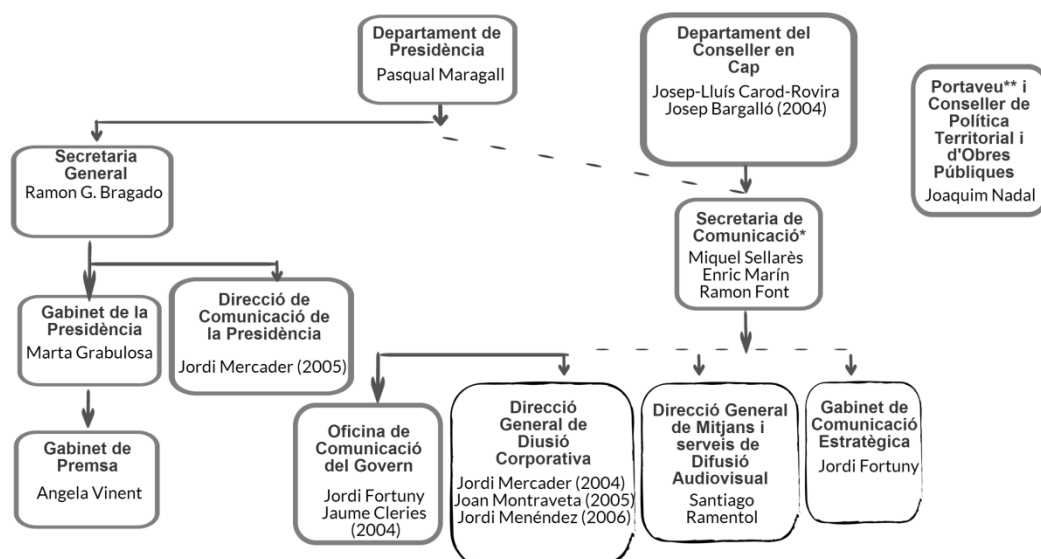 Departament de
Presidència
Pasqual Maragall
Departament del
Conseller en
Cap
Josep-Lluís Carod-Rovira
Josep Bargalló (2004)
Portaveu** i
Conseller de
Política
Territorial i
d'Obres
Públiques
Joaquim Nadal
Secretaria
General
Ramon G. Bragado
Secretaria de
Comunicació*
Miquel Sellarès
Enric Marín
Ramon Font
Gabinet de la
Presidència
Marta Grabulosa
Direcció de
Comunicació de
la Presidència
Jordi Mercader (2005)
Gabinet de
Premsa
Angela Vinent
Oficina de
Comunicació
del Govern
Jordi Fortuny
Jaume Cleries
(2004)
Direcció
General de
Diusió
Corporativa
Jordi Mercader (2004)
Joan Montraveta (2005)
Jordi Menéndez (2006)
Direcció General
de Mitjans i
serveis de
Difusió
Audiovisual
Santiago
Ramentol
Gabinet de
Comunicació
Estratègica
Jordi Fortuny